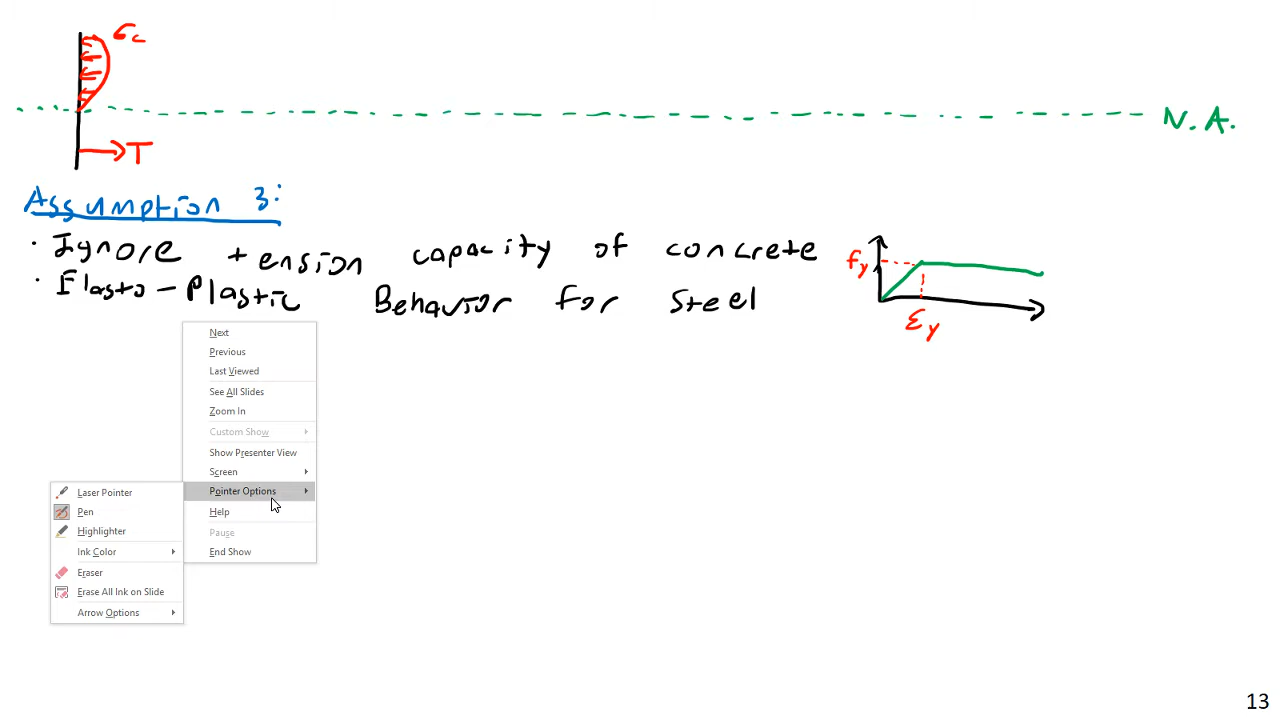 σc
N.A.
T
Assumption 3:
· Ignore tension capacity of concrete
· Elasto-Plastic Behavior for Steel
fy
εy
Next
Previous
Last Viewed
See All Slides
Zoom In
Custom Show
Show Presenter View
Screen
Pointer Options
Help
Pause
End Show
Laser Pointer
Pen
Highlighter
Ink Color
Eraser
Erase All Ink on Slide
Arrow Options
13